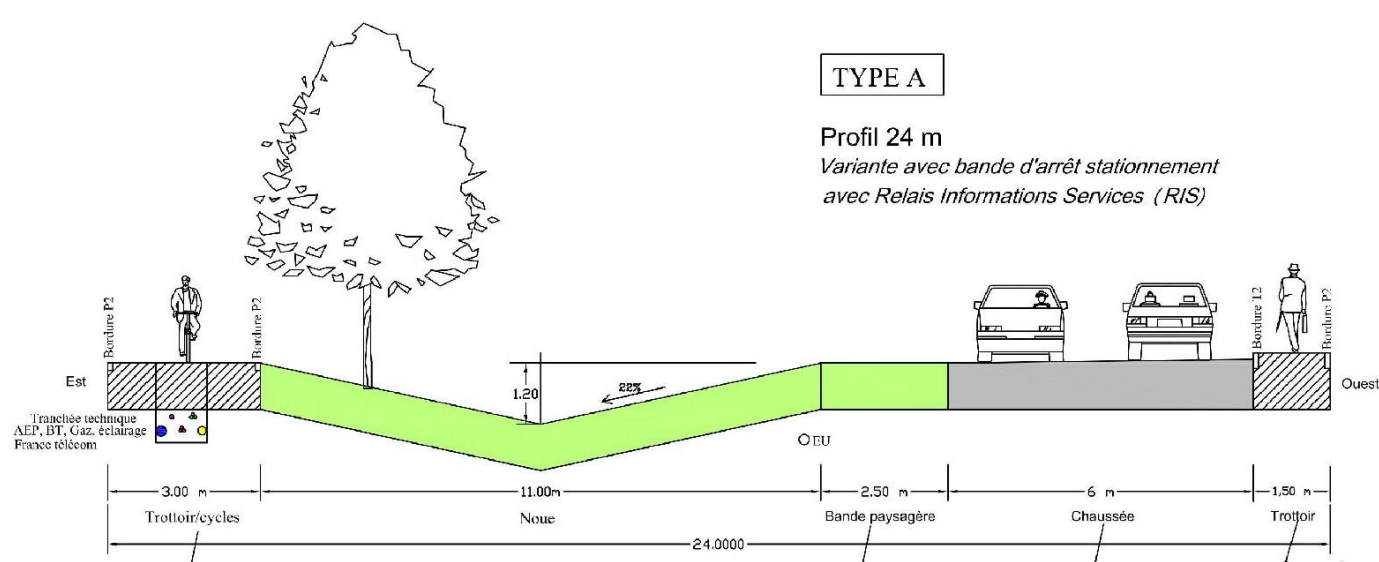 TYPE A
Profil 24 m
Variante avec bande d'arrêt stationnement
avec Relais Informations Services (RIS)
Bordure P2
Bordure P2
Bordure T2
Bordure P2
Est
1.20
22%
Ouest
Tranchée technique
AEP, BT, Gaz, éclairage
France télécom
EU
3.00 m
11.00m
2.50 m
6 m
1,50 m
Trottoir/cycles
Noue
Bande paysagère
Chaussée
Trottoir
24.0000